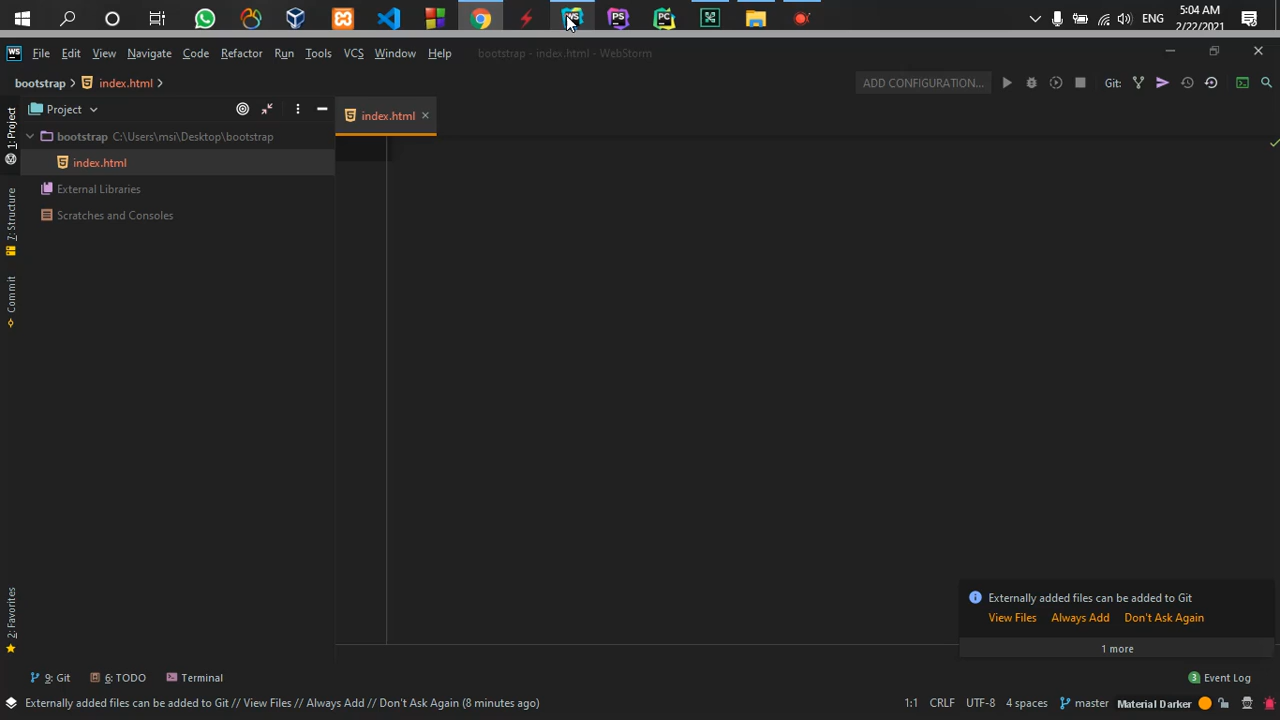 ENG
5:04 AM
2/22/2021
WS
PS
PC
WS File Edit View Navigate Code Refactor Run Tools VCS Window Help bootstrap - index.html - WebStorm
bootstrap index.html ADD CONFIGURATION... Git:
1: Project
Project
index.html
bootstrap C:\Users\msi\Desktop\bootstrap
index.html
External Libraries
Scratches and Consoles
7: Structure
Commit
2: Favorites
Externally added files can be added to Git
View Files Always Add Don't Ask Again
1 more
9: Git 6: TODO Terminal 3 Event Log
Externally added files can be added to Git // View Files // Always Add // Don't Ask Again (8 minutes ago) 1:1 CRLF UTF-8 4 spaces master Material Darker